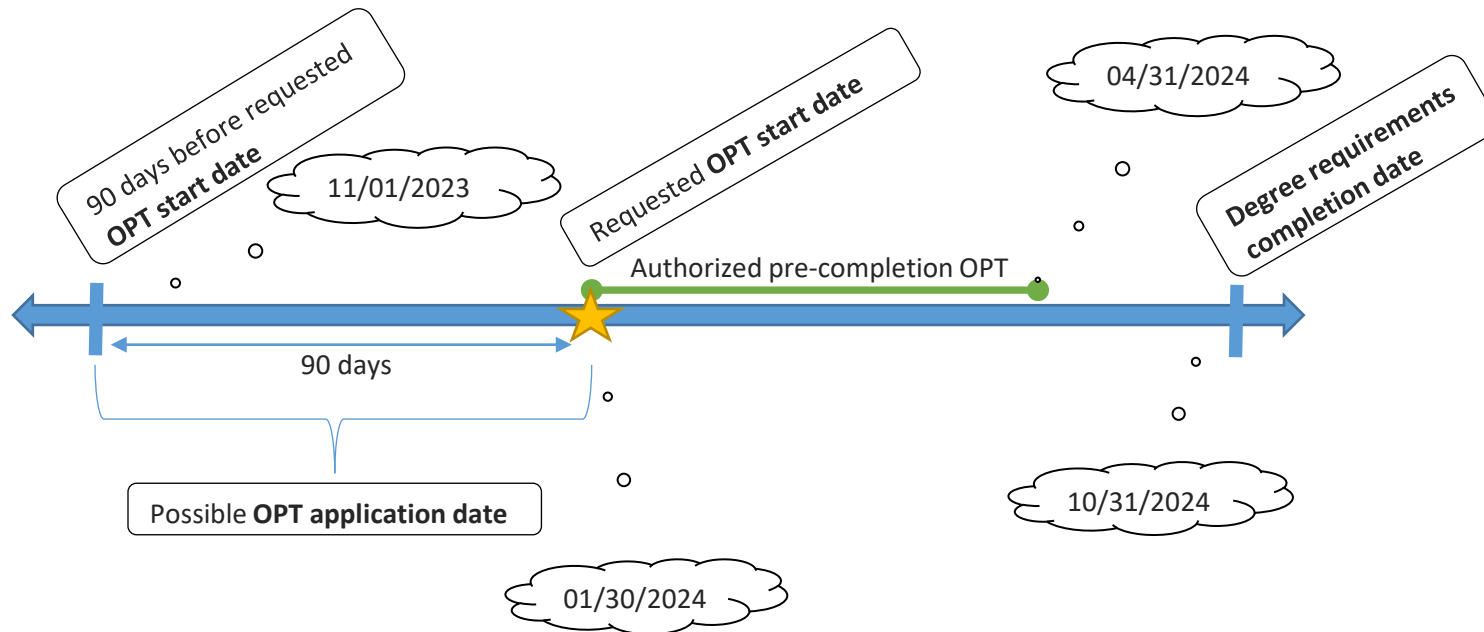 90 days before requested
OPT start date
11/01/2023
Requested OPT start date
04/31/2024
Degree requirements
completion date
Authorized pre-completion OPT
90 days
Possible OPT application date
01/30/2024
10/31/2024